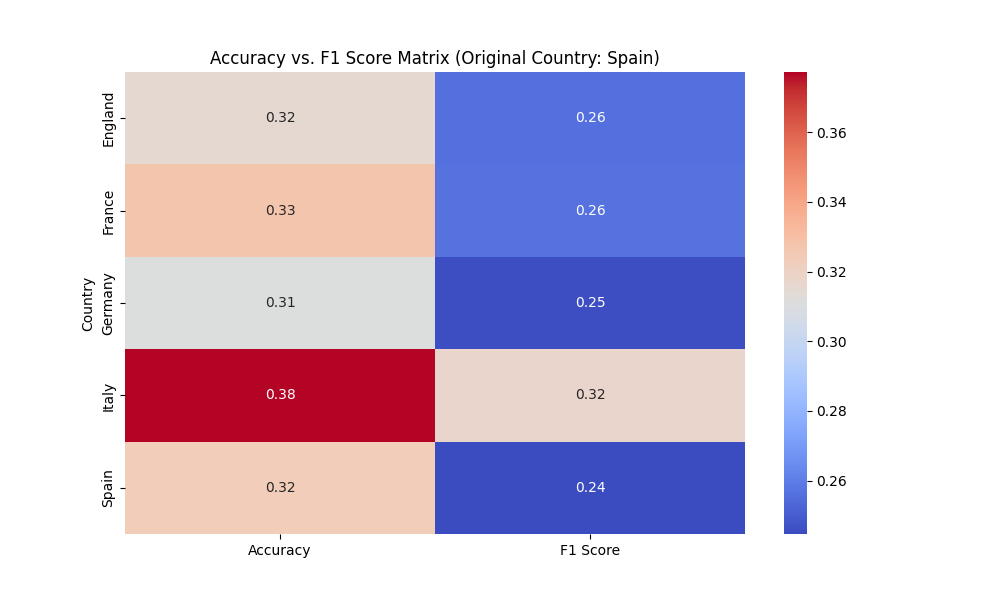 Accuracy vs. F1 Score Matrix (Original Country: Spain)
Country
England
0.32
0.26
France
0.33
0.26
Germany
0.31
0.25
Italy
0.38
0.32
Spain
0.32
0.24
Accuracy
F1 Score
0.36
0.34
0.32
0.30
0.28
0.26